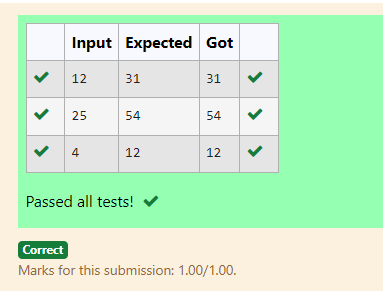 Input Expected Got
12 31 31
25 54 54
4 12 12
Passed all tests!
Correct
Marks for this submission: 1.00/1.00.